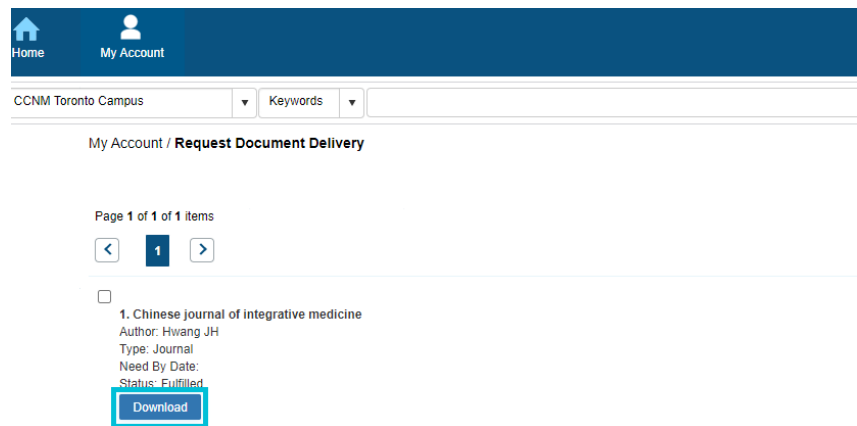 Home
My Account
CCNM Toronto Campus
Keywords
My Account / Request Document Delivery
Page 1 of 1 of 1 items
1
1. Chinese journal of integrative medicine
Author: Hwang JH
Type: Journal
Need By Date:
Status: Fulfilled
Download